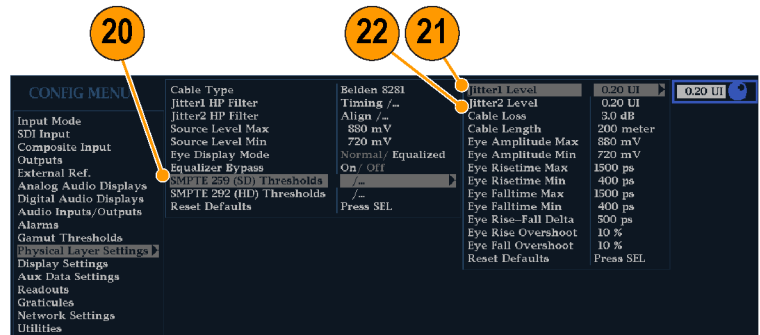 20
22
21
CONFIG MENU
Input Mode
SDI Input
Composite Input
Outputs
External Ref.
Analog Audio Displays
Digital Audio Displays
Audio Inputs/Outputs
Alarms
Gamut Thresholds
Physical Layer Settings
Display Settings
Aux Data Settings
Readouts
Graticules
Network Settings
Utilities
Cable Type Belden 8281
Jitter1 HP Filter Timing /...
Jitter2 HP Filter Align /...
Source Level Max 880 mV
Source Level Min 720 mV
Eye Display Mode Normal/ Equalized
Equalizer Bypass On/ Off
SMPTE 259 (SD) Thresholds /...
SMPTE 292 (HD) Thresholds /...
Reset Defaults Press SEL
Jitter1 Level 0.20 UI
Jitter2 Level 0.20 UI
Cable Loss 3.0 dB
Cable Length 200 meter
Eye Amplitude Max 880 mV
Eye Amplitude Min 720 mV
Eye Risetime Max 1500 ps
Eye Risetime Min 400 ps
Eye Falltime Max 1500 ps
Eye Falltime Min 400 ps
Eye Rise–Fall Delta 500 ps
Eye Rise Overshoot 10 %
Eye Fall Overshoot 10 %
Reset Defaults Press SEL
0.20 UI